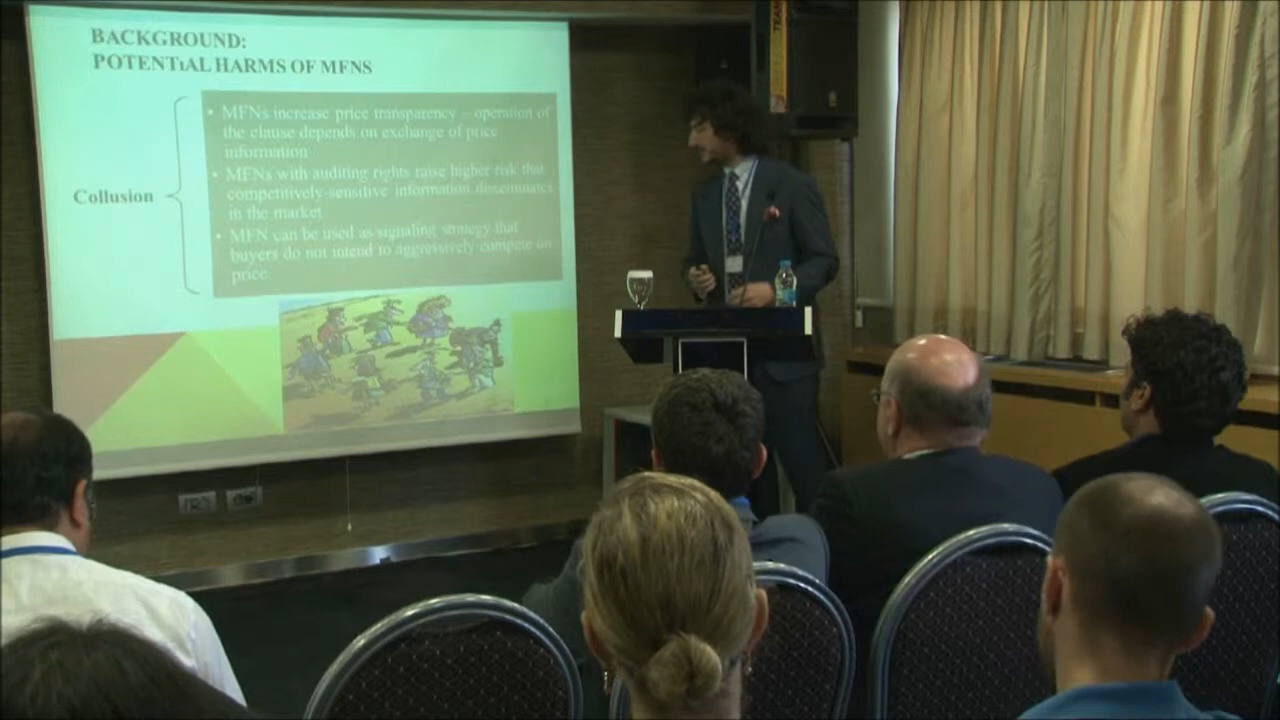 BACKGROUND:
POTENTıAL HARMS OF MFNS
Collusion
• MFNs increase price transparency – operation of
the clause depends on exchange of price
information
• MFNs with auditing rights raise higher risk that
competitively-sensitive information disseminates
in the market
• MFN can be used as signaling strategy that
buyers do not intend to aggressively compete on
price
TEAM